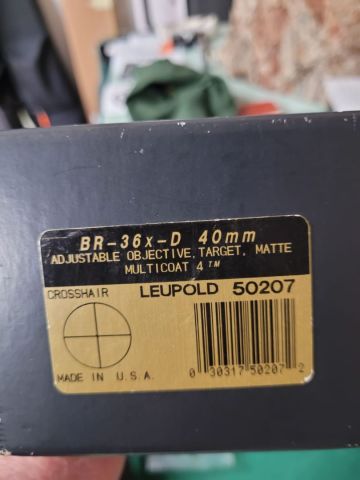 BR-36x-D 40mm
ADJUSTABLE OBJECTIVE, TARGET, MATTE
MULTICOAT 4™
CROSSHAIR
LEUPOLD 50207
0 30317 50207 2
MADE IN U.S.A.